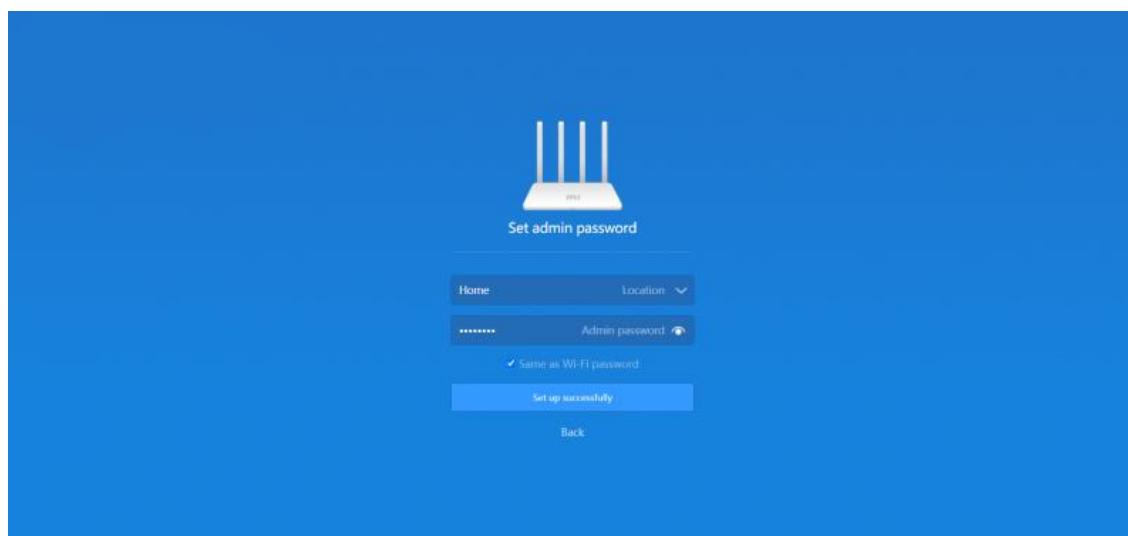 Set admin password
Home Location
•••••••• Admin password
Same as Wi-Fi password
Set up successfully
Back